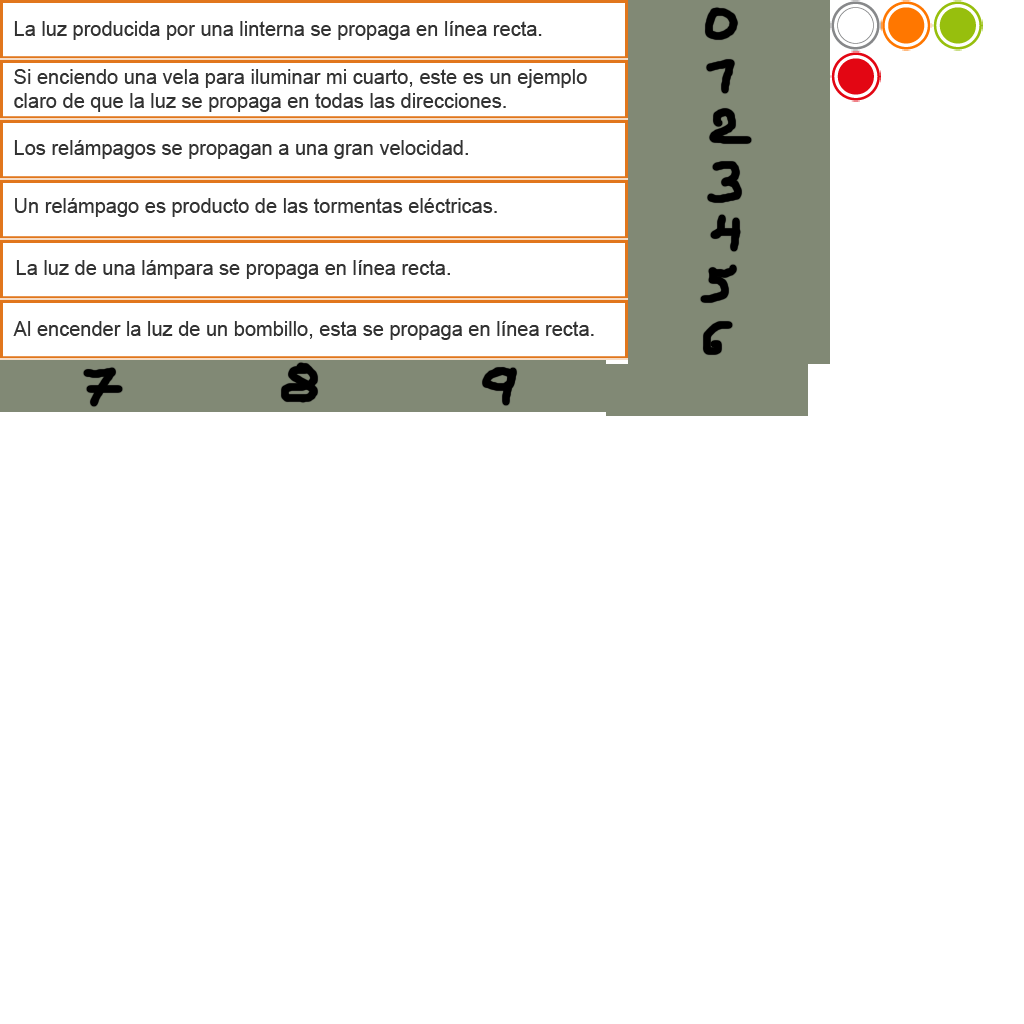 La luz producida por una linterna se propaga en línea recta.
0
Si enciendo una vela para iluminar mi cuarto, este es un ejemplo
claro de que la luz se propaga en todas las direcciones.
1
2
Los relámpagos se propagan a una gran velocidad.
3
Un relámpago es producto de las tormentas eléctricas.
4
La luz de una lámpara se propaga en línea recta.
5
Al encender la luz de un bombillo, esta se propaga en línea recta.
6
7 8 9